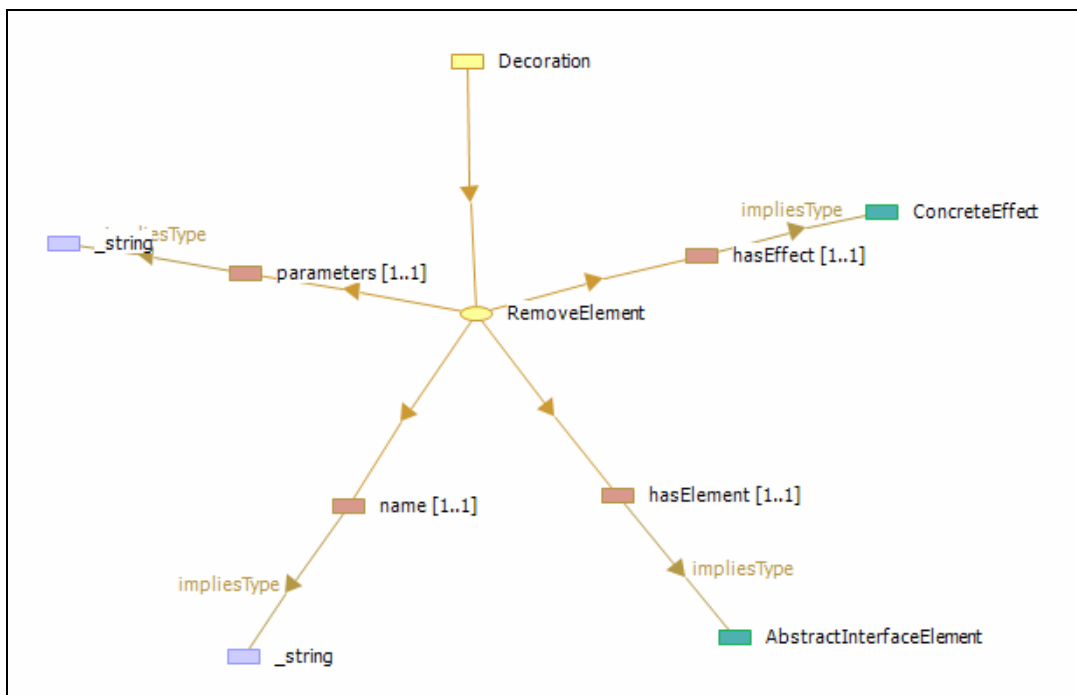 Decoration
impliesType
ConcreteEffect
liesType
_string
hasEffect [1..1]
parameters [1..1]
RemoveElement
hasElement [1..1]
name [1..1]
impliesType
impliesType
AbstractInterfaceElement
_string